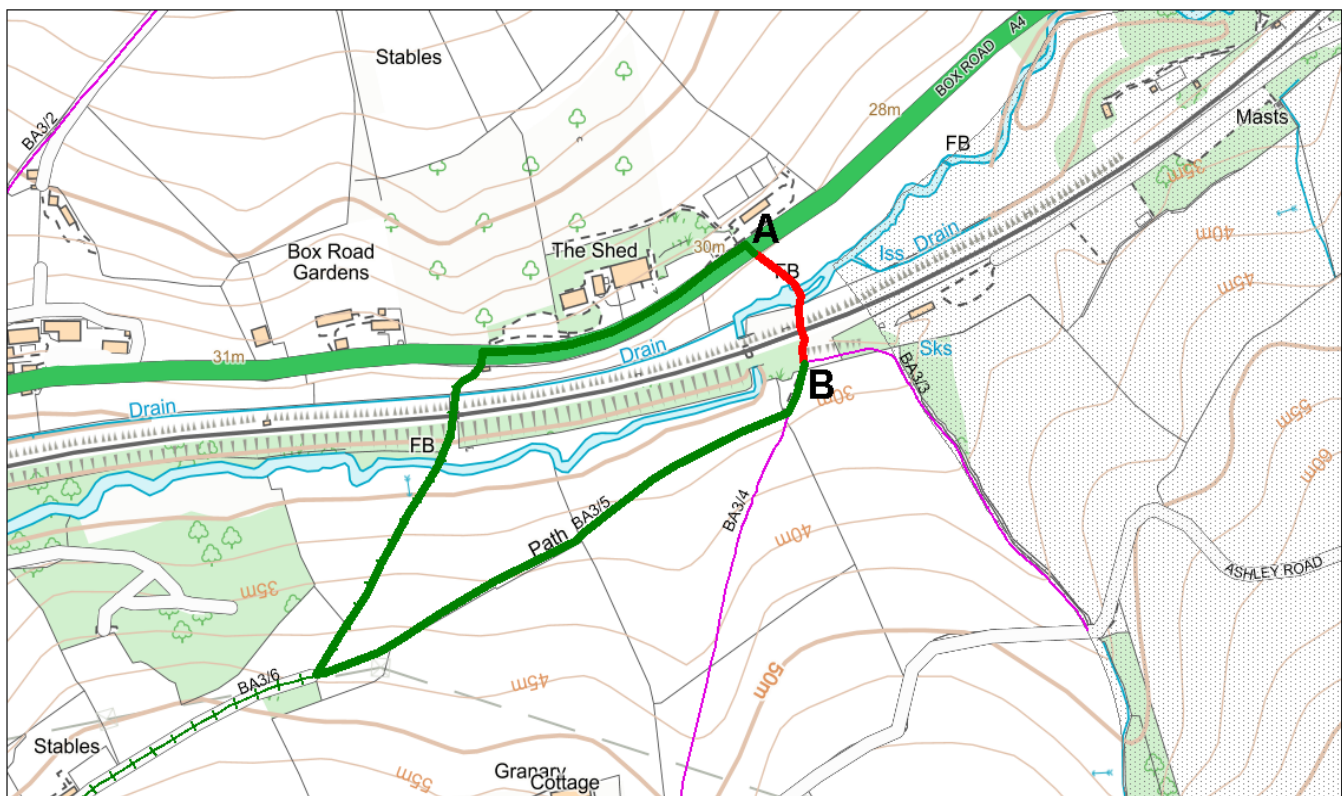 Stables
BOX ROAD A4
28m
BA3/2
FB
Masts
35m
40m
A
Iss
Drain
Box Road
Gardens
The Shed
30m
FB
45m
31m
Drain
Sks
B
BA3/3
30m
55m
Drain
FB
60m
BA3/4
Path BA3/5
40m
35m
ASHLEY ROAD
BA3/6
45m
50m
Stables
55m
Granary
Cottage